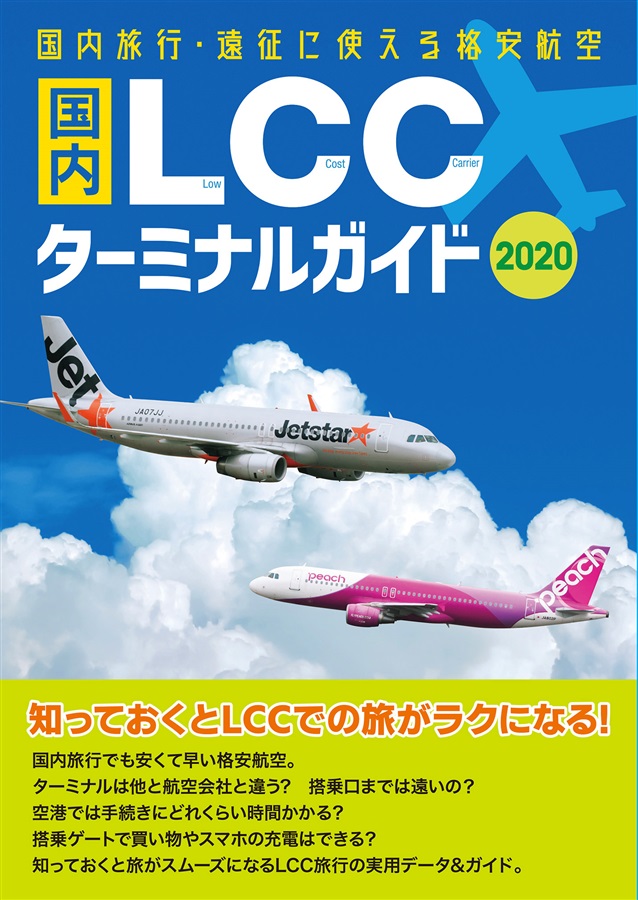 国内旅行・遠征に使える格安航空
国内
LCC
Low Cost Carrier
ターミナルガイド
2020
Jet
JA07JJ
Jetstar
peach
peach
知っておくとLCCでの旅がラクになる!
国内旅行でも安くて早い格安航空。
ターミナルは他と航空会社と違う? 搭乗口までは遠いの?
空港では手続きにどれくらい時間かかる?
搭乗ゲートで買い物やスマホの充電はできる?
知っておくと旅がスムーズになるLCC旅行の実用データ&ガイド。